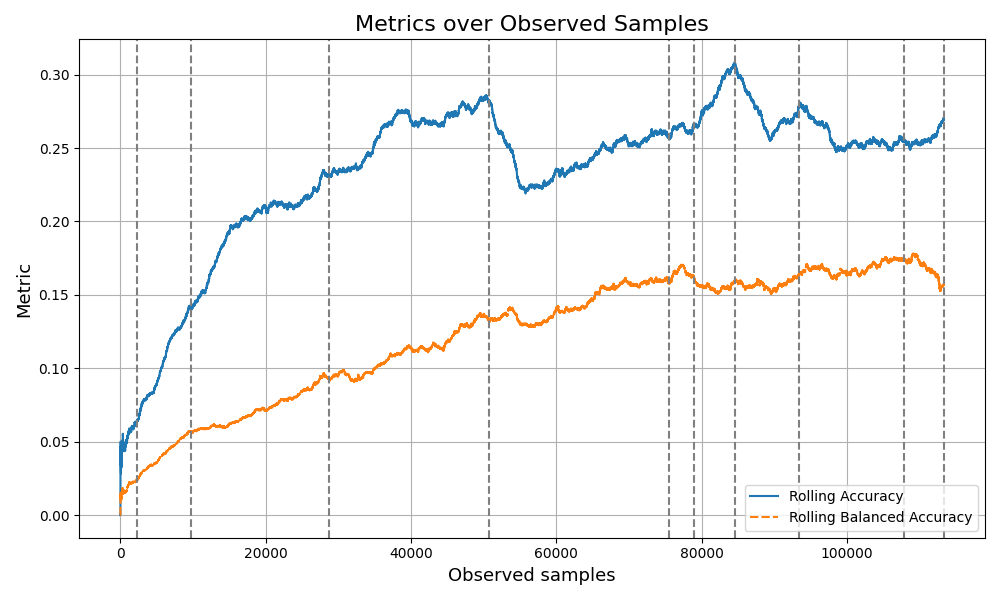 Metrics over Observed Samples
Metric
0.30
0.25
0.20
0.15
0.10
0.05
0.00
0
20000
40000
60000
80000
100000
Observed samples
Rolling Accuracy
Rolling Balanced Accuracy